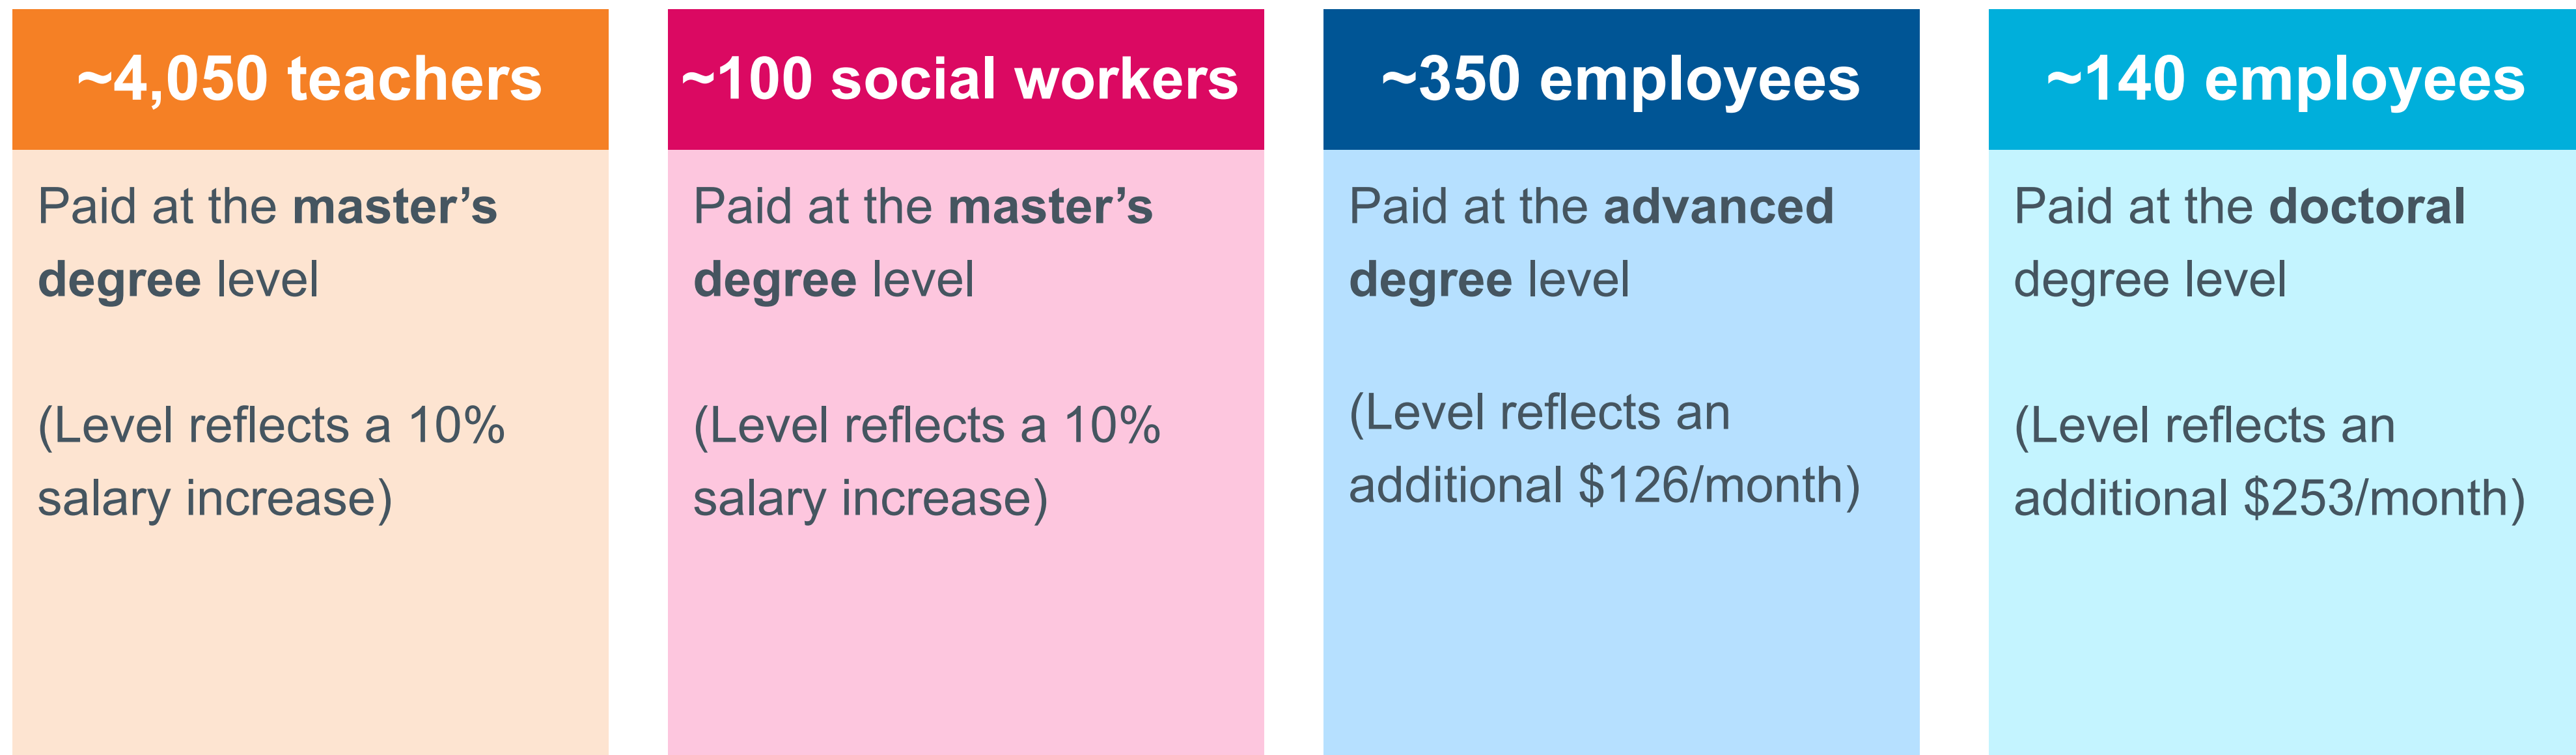 ~4,050 teachers
Paid at the master’s
degree level
(Level reflects a 10%
salary increase)
~100 social workers
Paid at the master’s
degree level
(Level reflects a 10%
salary increase)
~350 employees
Paid at the advanced
degree level
(Level reflects an
additional $126/month)
~140 employees
Paid at the doctoral
degree level
(Level reflects an
additional $253/month)